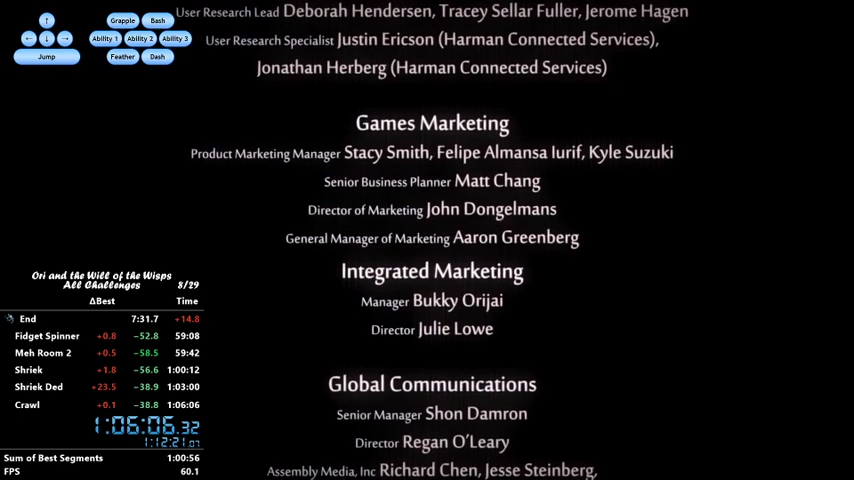 User Research Lead Deborah Hendersen, Tracey Sellar Fuller, Jerome Hagen
User Research Specialist Justin Ericson (Harman Connected Services),
Jonathan Herberg (Harman Connected Services)
Games Marketing
Product Marketing Manager Stacy Smith, Felipe Almansa Iurif, Kyle Suzuki
Senior Business Planner Matt Chang
Director of Marketing John Dongelmans
General Manager of Marketing Aaron Greenberg
Integrated Marketing
Manager Bukky Orijai
Director Julie Lowe
Global Communications
Senior Manager Shon Damron
Director Regan O'Leary
Assembly Media, Inc Richard Chen, Jesse Steinberg,
↑
← ↓ →
Jump
Grapple Bash
Ability 1 Ability 2 Ability 3
Feather Dash
Ori and the Will of the Wisps
All Challenges 8/29
ΔBest Time
End 7:31.7 +14.8
Fidget Spinner +0.8 −52.8 59:08
Meh Room 2 +0.5 −58.5 59:42
Shriek +1.8 −56.6 1:00:12
Shriek Ded +23.5 −38.9 1:03:00
Crawl +0.1 −38.8 1:06:06
1:06:06.32
1:12:21.07
Sum of Best Segments 1:00:56
FPS 60.1